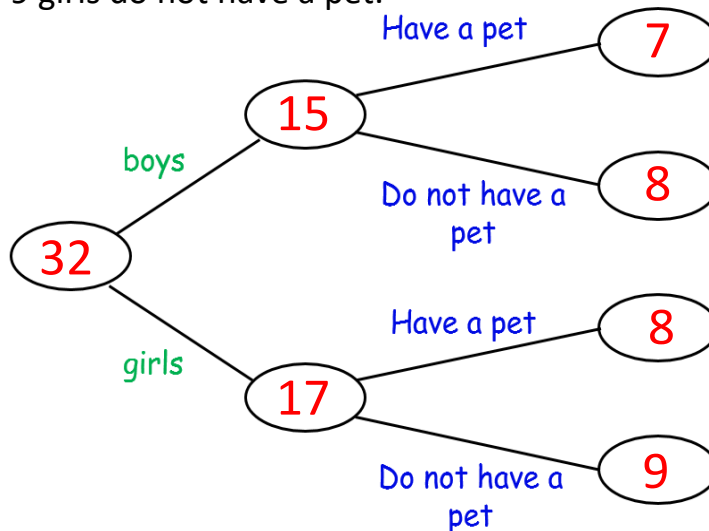 9 girls do not have a pet.
Have a pet
7
15
boys
Do not have a
pet
8
32
Have a pet
8
girls
17
Do not have a
pet
9